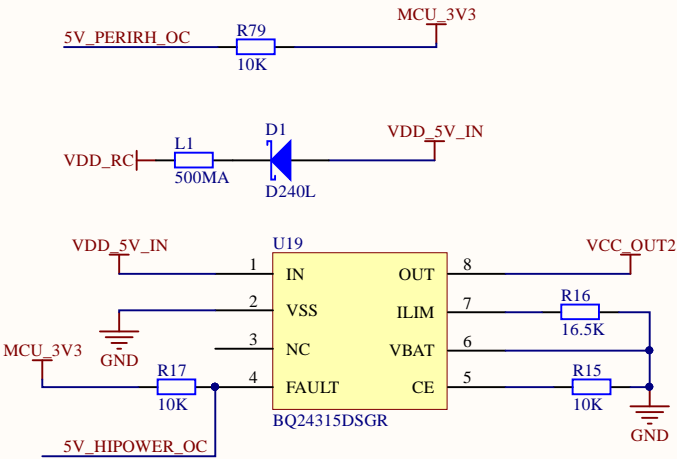 MCU_3V3
5V_PERIRH_OC
R79
10K
D1
VDD_5V_IN
L1
VDD_RC
500MA
D240L
VDD_5V_IN
U19
VCC_OUT2
1 IN
OUT 8
2 VSS
ILIM 7
R16
16.5K
GND
3 NC
VBAT 6
MCU_3V3
R17
10K
4 FAULT
CE 5
R15
10K
BQ24315DSGR
GND
5V_HIPOWER_OC